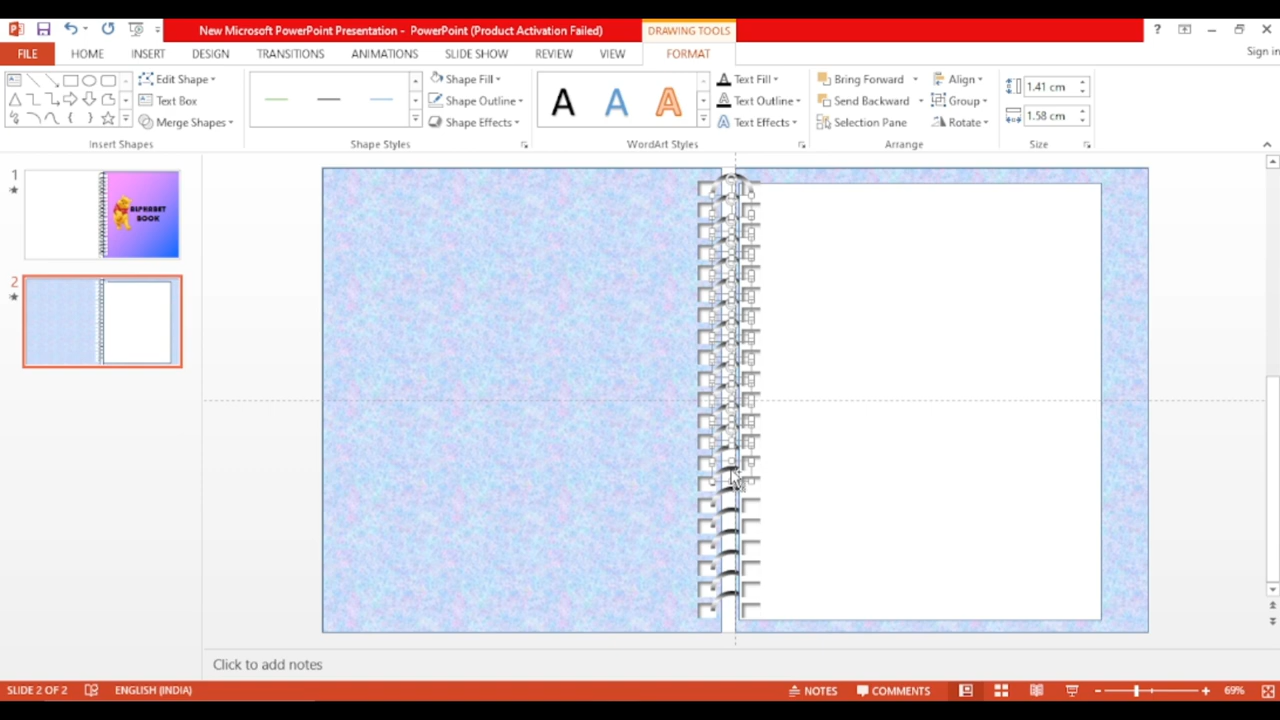 New Microsoft PowerPoint Presentation - PowerPoint (Product Activation Failed)
DRAWING TOOLS
?
FILE HOME INSERT DESIGN TRANSITIONS ANIMATIONS SLIDE SHOW REVIEW VIEW FORMAT
Sign in
Edit Shape
Text Box
Merge Shapes
Insert Shapes
Shape Fill
Shape Outline
Shape Effects
Shape Styles
A A A
Text Fill
Text Outline
Text Effects
WordArt Styles
Bring Forward
Send Backward
Selection Pane
Align
Group
Rotate
Arrange
1.41 cm
1.58 cm
Size
1
ALPHABET
BOOK
2
Click to add notes
SLIDE 2 OF 2 ENGLISH (INDIA) NOTES COMMENTS 69%